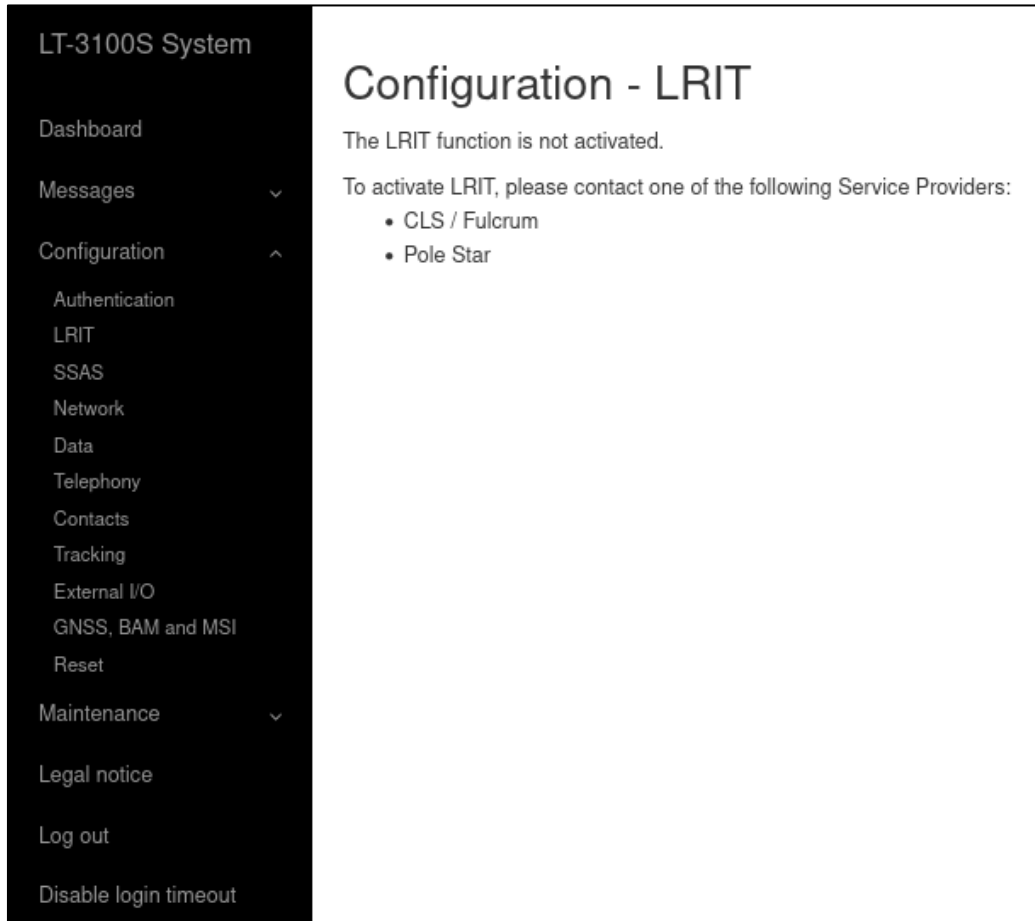 LT-3100S System
Dashboard
Messages
Configuration
Authentication
LRIT
SSAS
Network
Data
Telephony
Contacts
Tracking
External I/O
GNSS, BAM and MSI
Reset
Maintenance
Legal notice
Log out
Disable login timeout
Configuration - LRIT
The LRIT function is not activated.
To activate LRIT, please contact one of the following Service Providers:
• CLS / Fulcrum
• Pole Star